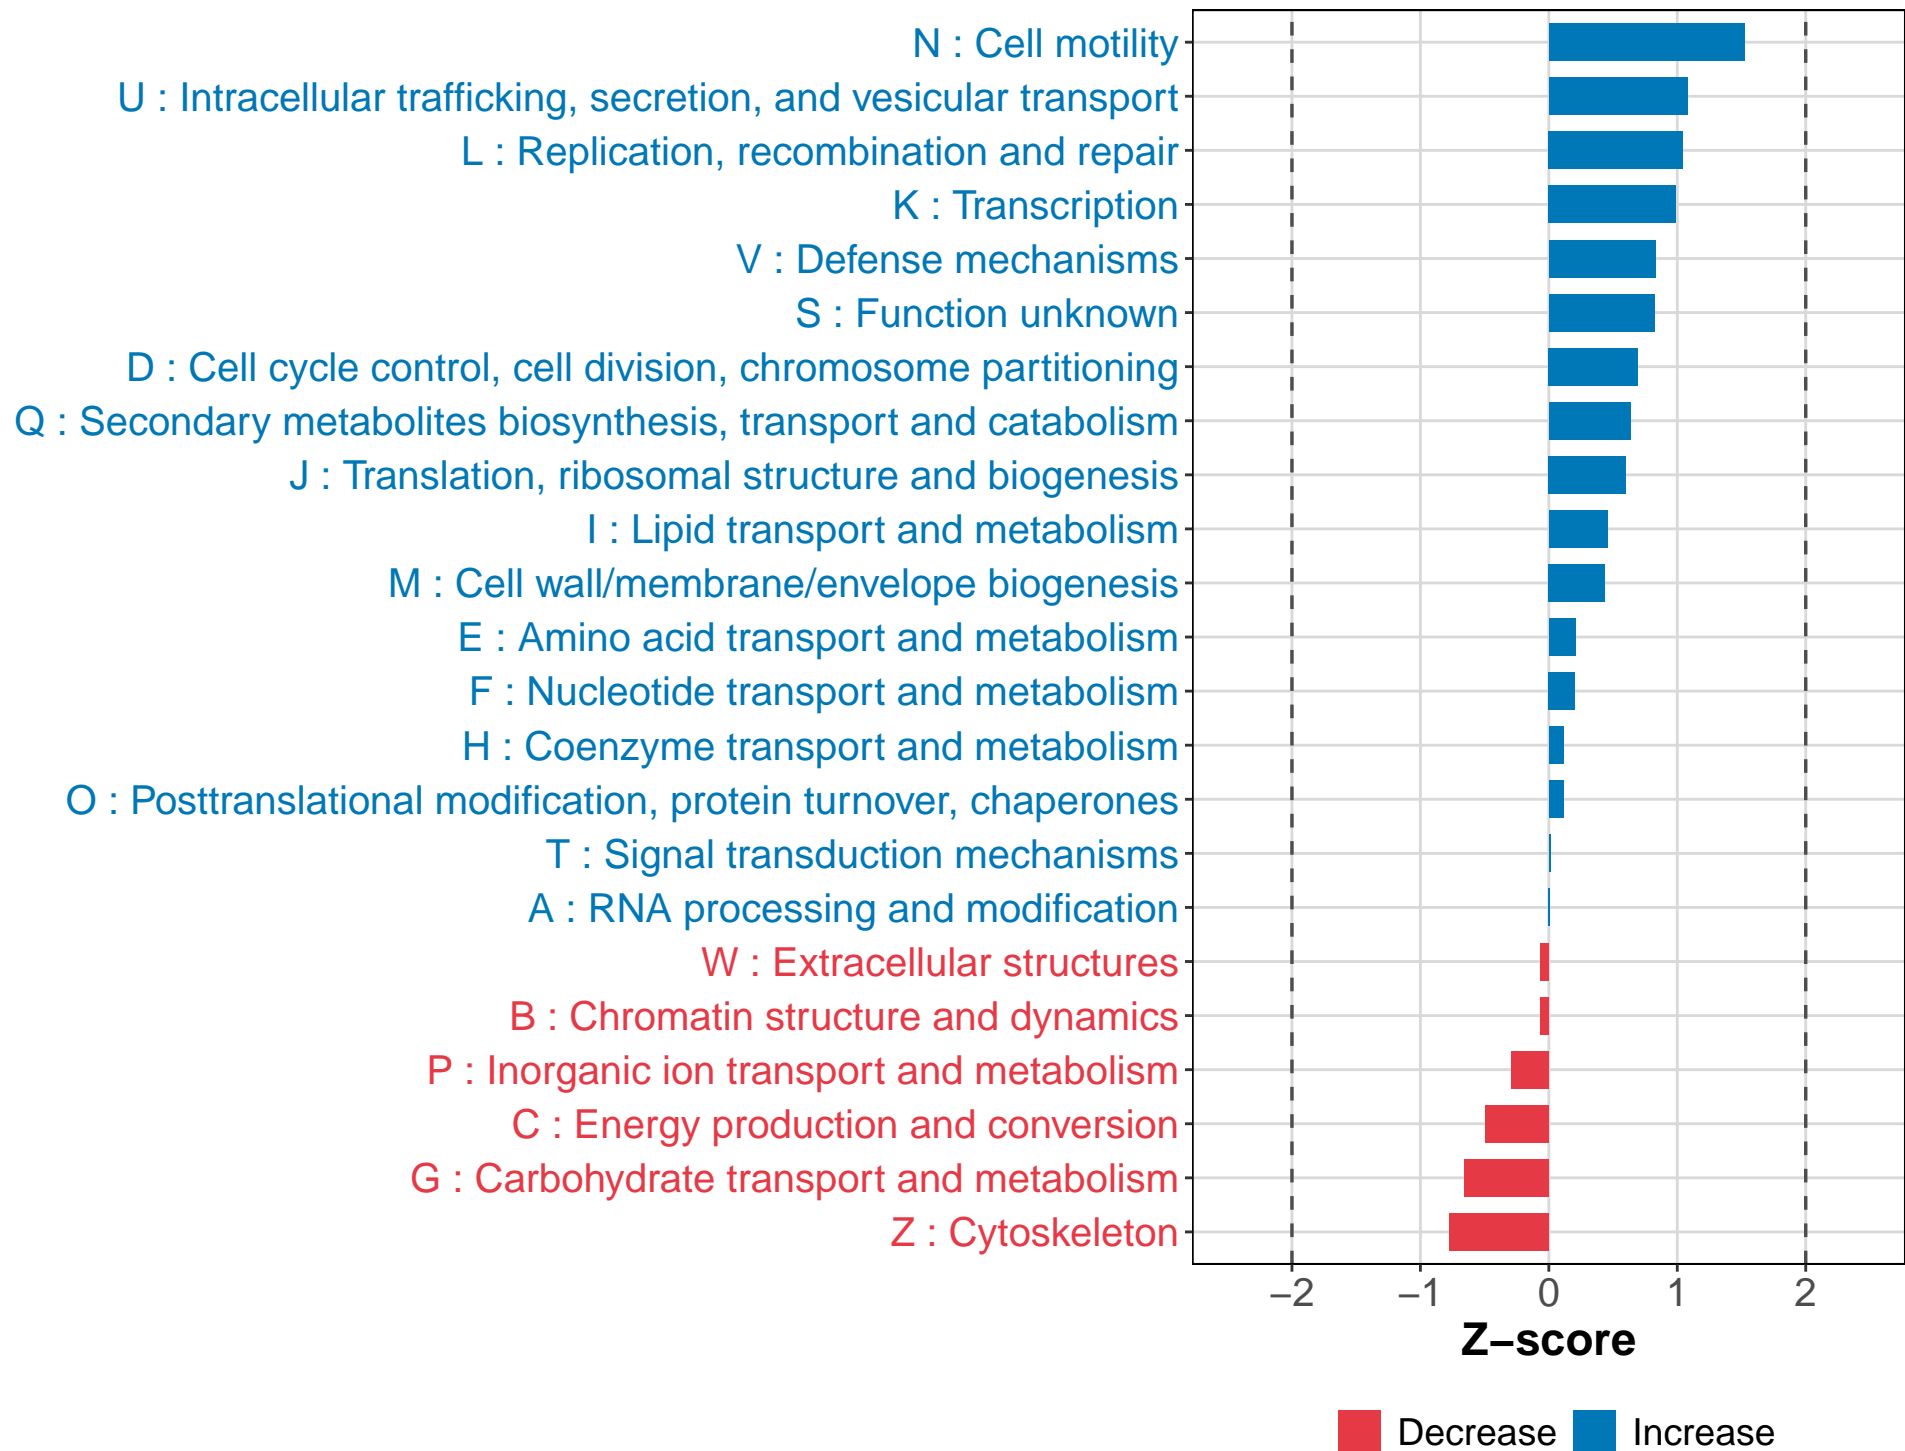 N : Cell motility
U : Intracellular trafficking, secretion, and vesicular transport
L : Replication, recombination and repair
K : Transcription
V : Defense mechanisms
S : Function unknown
D : Cell cycle control, cell division, chromosome partitioning
Q : Secondary metabolites biosynthesis, transport and catabolism
J : Translation, ribosomal structure and biogenesis
I : Lipid transport and metabolism
M : Cell wall/membrane/envelope biogenesis
E : Amino acid transport and metabolism
F : Nucleotide transport and metabolism
H : Coenzyme transport and metabolism
O : Posttranslational modification, protein turnover, chaperones
T : Signal transduction mechanisms
A : RNA processing and modification
W : Extracellular structures
B : Chromatin structure and dynamics
P : Inorganic ion transport and metabolism
C : Energy production and conversion
G : Carbohydrate transport and metabolism
Z : Cytoskeleton
−2 −1 0 1 2
Z−score
Decrease Increase